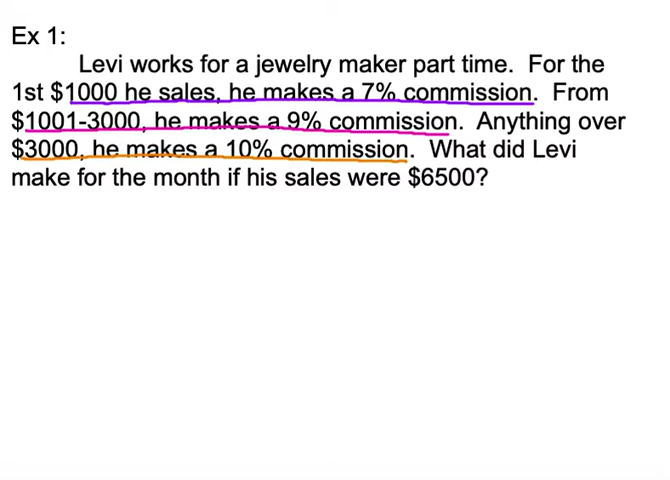 Ex 1:
Levi works for a jewelry maker part time. For the
1st $1000 he sales, he makes a 7% commission. From
$1001-3000, he makes a 9% commission. Anything over
$3000, he makes a 10% commission. What did Levi
make for the month if his sales were $6500?